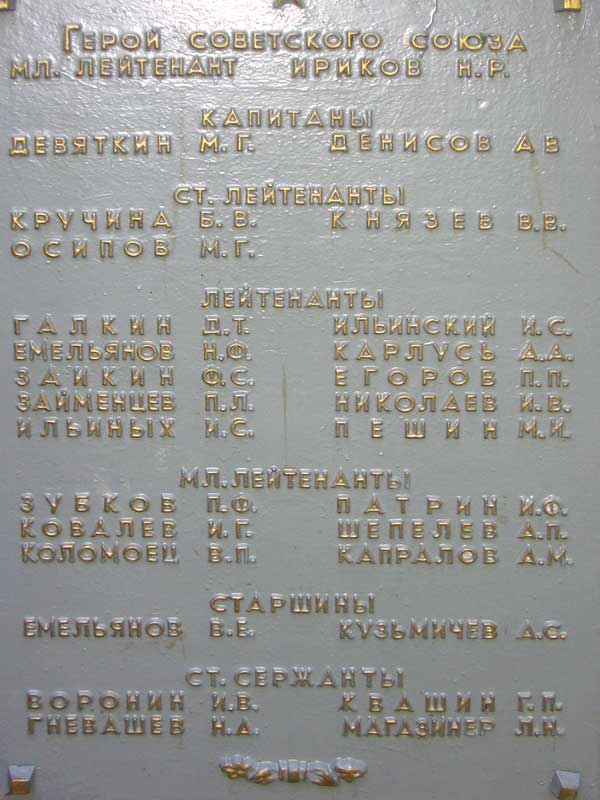 ГЕРОЙ СОВЕТСКОГО СОЮЗА
МЛ. ЛЕЙТЕНАНТ ИРИКОВ Н.Р.
КАПИТАНЫ
ДЕВЯТКИН М.Г. ДЕНИСОВ А В
СТ. ЛЕЙТЕНАНТЫ
КРУЧИНА Б.В. КНЯЗЕВ В.В.
ОСИПОВ М.Г.
ЛЕЙТЕНАНТЫ
ГАЛКИН Д.Т. ИЛЬИНСКИЙ И.С.
ЕМЕЛЬЯНОВ Н.Ф. КАРЛУСЬ А.А.
ЗАИКИН Ф.С. ЕГОРОВ П.П.
ЗАЙМЕНЦЕВ П.Л. НИКОЛАЕВ И.В.
ИЛЬИНЫХ И.С. ПЕШИН М.И.
МЛ. ЛЕЙТЕНАНТЫ
ЗУБКОВ П.Ф. ПАТРИН И.Ф.
КОВАЛЕВ И.Г. ШЕПЕЛЕВ А.П.
КОЛОМОЕЦ В.П. КАПРАЛОВ А.М.
СТАРШИНЫ
ЕМЕЛЬЯНОВ В.Е. КУЗЬМИЧЕВ А.С.
СТ. СЕРЖАНТЫ
ВОРОНИН И.В. КВАШИН Г.П.
ГНЕВАШЕВ Н.А. МАГАЗИНЕР Л.Н.